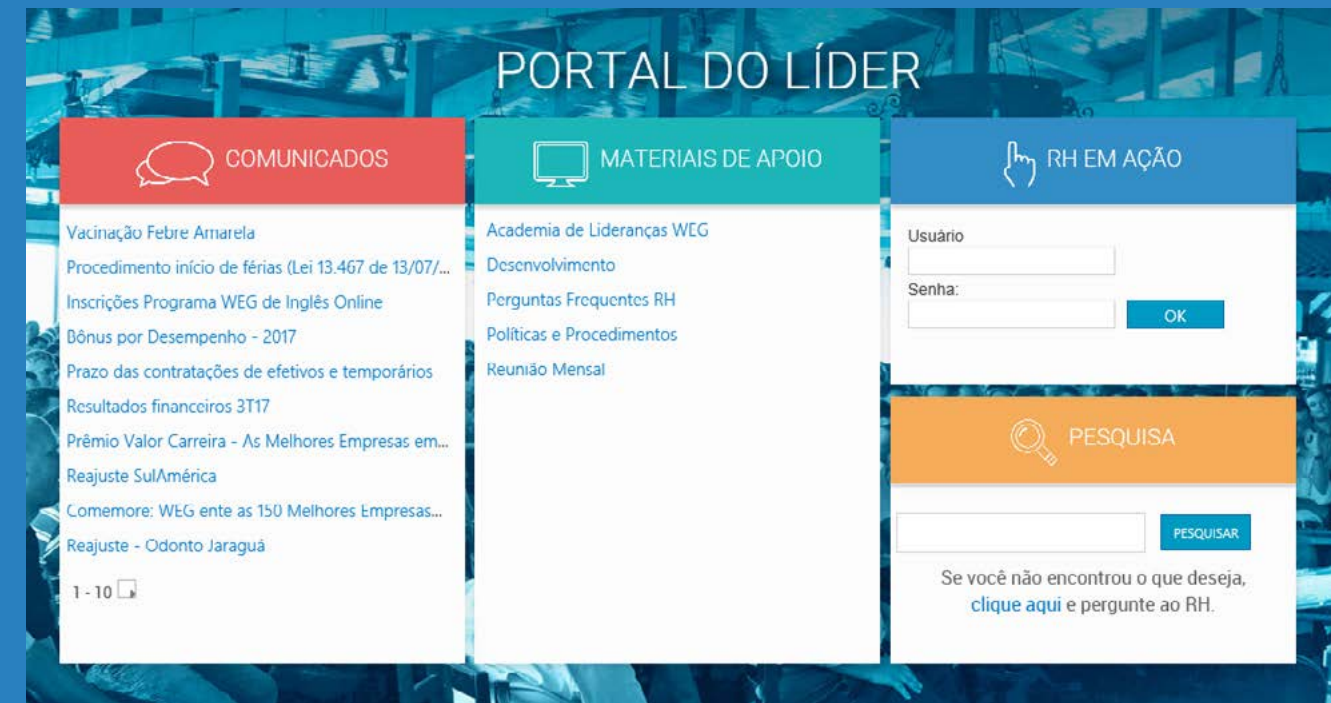 PORTAL DO LÍDER
COMUNICADOS
Vacinação Febre Amarela
Procedimento início de férias (Lei 13.467 de 13/07/...
Inscrições Programa WEG de Inglês Online
Bônus por Desempenho - 2017
Prazo das contratações de efetivos e temporários
Resultados financeiros 3T17
Prêmio Valor Carreira - As Melhores Empresas em...
Reajuste SulAmérica
Comemore: WEG ente as 150 Melhores Empresas...
Reajuste - Odonto Jaraguá
1 - 10
MATERIAIS DE APOIO
Academia de Lideranças WEG
Desenvolvimento
Perguntas Frequentes RH
Políticas e Procedimentos
Reunião Mensal
RH EM AÇÃO
Usuário
Senha:
OK
PESQUISA
PESQUISAR
Se você não encontrou o que deseja,
clique aqui e pergunte ao RH.